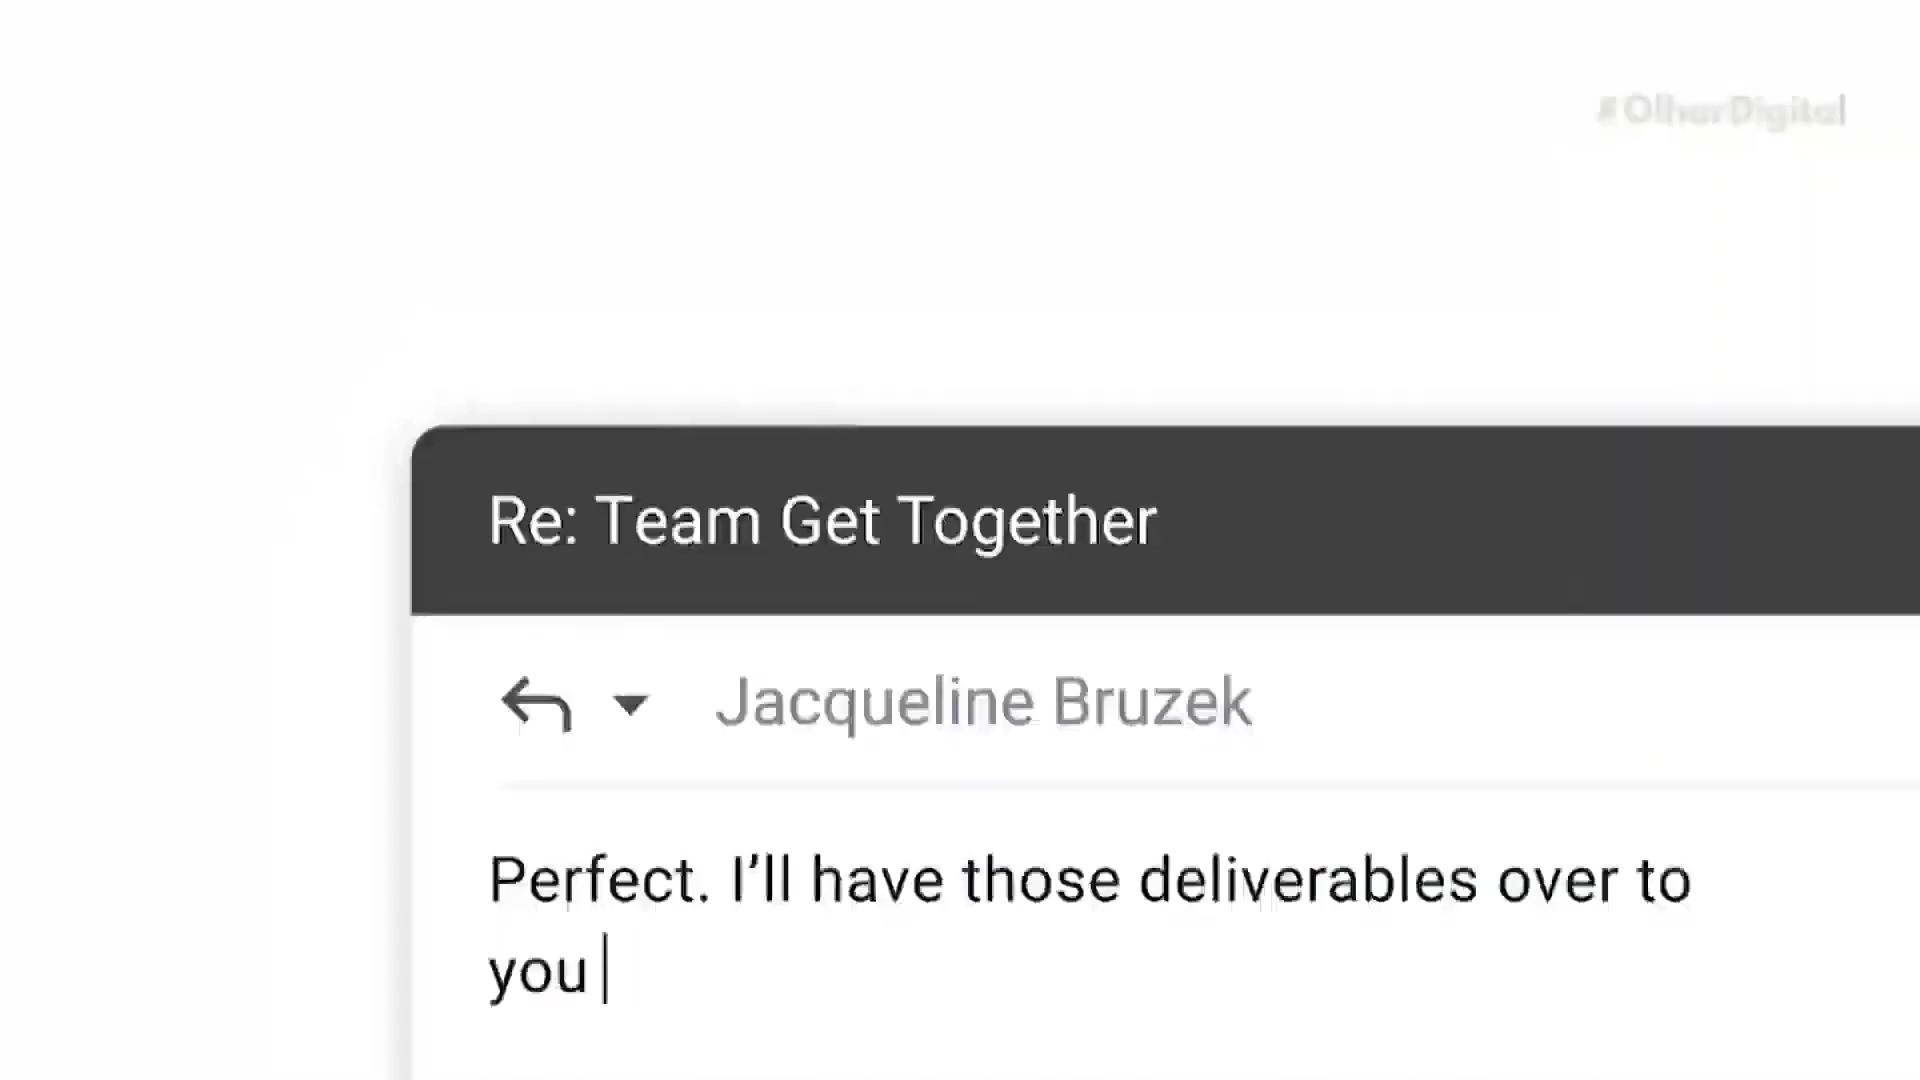 #OlharDigital
Re: Team Get Together
Jacqueline Bruzek
Perfect. I’ll have those deliverables over to
you